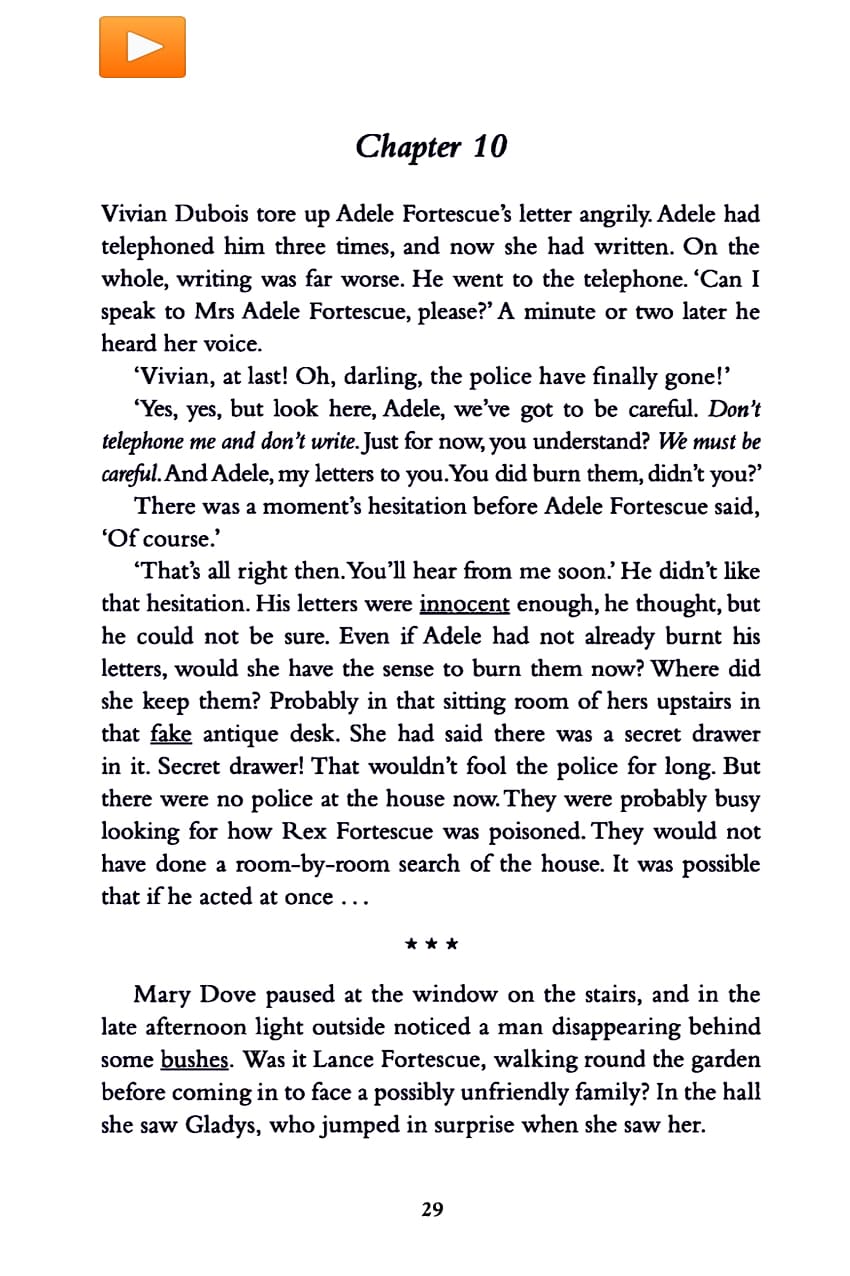 Chapter 10
Vivian Dubois tore up Adele Fortescue’s letter angrily. Adele had
telephoned him three times, and now she had written. On the
whole, writing was far worse. He went to the telephone. ‘Can I
speak to Mrs Adele Fortescue, please?’ A minute or two later he
heard her voice.
‘Vivian, at last! Oh, darling, the police have finally gone!’
‘Yes, yes, but look here, Adele, we’ve got to be careful. Don’t
telephone me and don’t write. Just for now, you understand? We must be
careful. And Adele, my letters to you. You did burn them, didn’t you?’
There was a moment’s hesitation before Adele Fortescue said,
‘Of course.’
‘That’s all right then. You’ll hear from me soon.’ He didn’t like
that hesitation. His letters were innocent enough, he thought, but
he could not be sure. Even if Adele had not already burnt his
letters, would she have the sense to burn them now? Where did
she keep them? Probably in that sitting room of hers upstairs in
that fake antique desk. She had said there was a secret drawer
in it. Secret drawer! That wouldn’t fool the police for long. But
there were no police at the house now. They were probably busy
looking for how Rex Fortescue was poisoned. They would not
have done a room-by-room search of the house. It was possible
that if he acted at once . . .
★ ★ ★
Mary Dove paused at the window on the stairs, and in the
late afternoon light outside noticed a man disappearing behind
some bushes. Was it Lance Fortescue, walking round the garden
before coming in to face a possibly unfriendly family? In the hall
she saw Gladys, who jumped in surprise when she saw her.
29